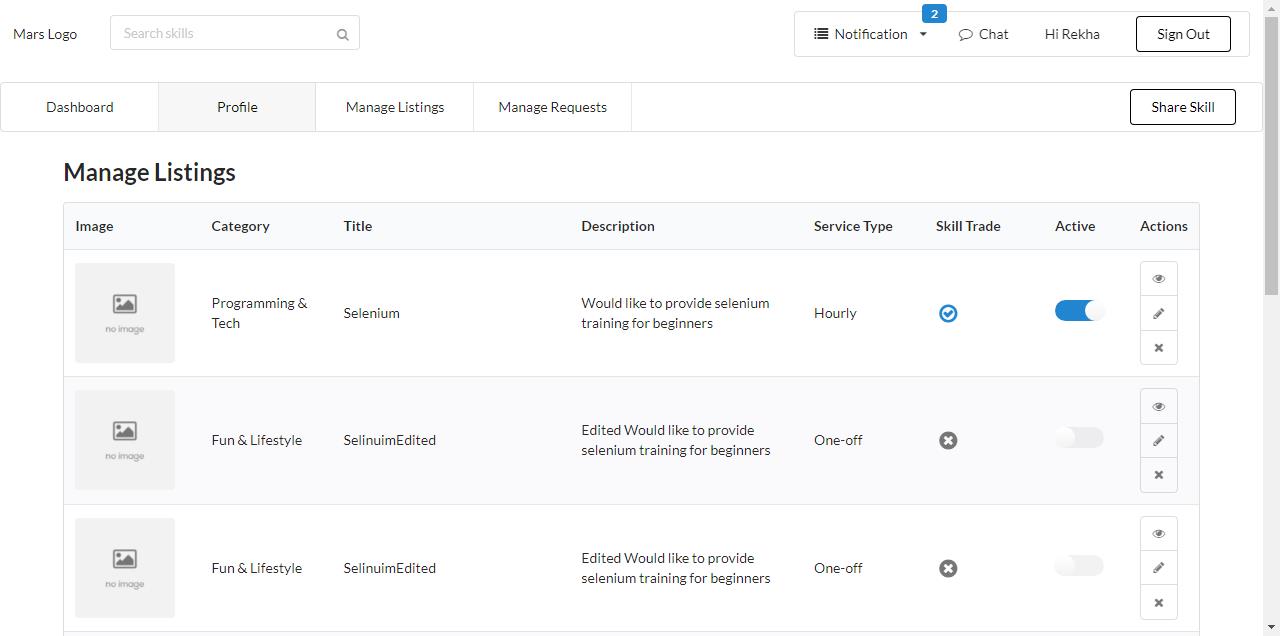 2
Mars Logo
Search skills
Notification
Chat
Hi Rekha
Sign Out
Dashboard
Profile
Manage Listings
Manage Requests
Share Skill
Manage Listings
Image
Category
Title
Description
Service Type
Skill Trade
Active
Actions
no image
Programming &
Tech
Selenium
Would like to provide selenium
training for beginners
Hourly
no image
Fun & Lifestyle
SelinuimEdited
Edited Would like to provide
selenium training for beginners
One-off
no image
Fun & Lifestyle
SelinuimEdited
Edited Would like to provide
selenium training for beginners
One-off